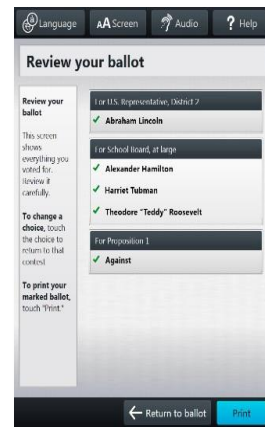 Language
AA Screen
Audio
? Help
Review your ballot
Review your
ballot
This screen
shows
everything you
voted for.
Review it
carefully.
To change a
choice, touch
the choice to
return to that
contest
To print your
marked ballot,
touch "Print."
For U.S. Representative, District 2
✓ Abraham Lincoln
For School Board, at large
✓ Alexander Hamilton
✓ Harriet Tubman
✓ Theodore "Teddy" Roosevelt
For Proposition 1
✓ Against
← Return to ballot
Print